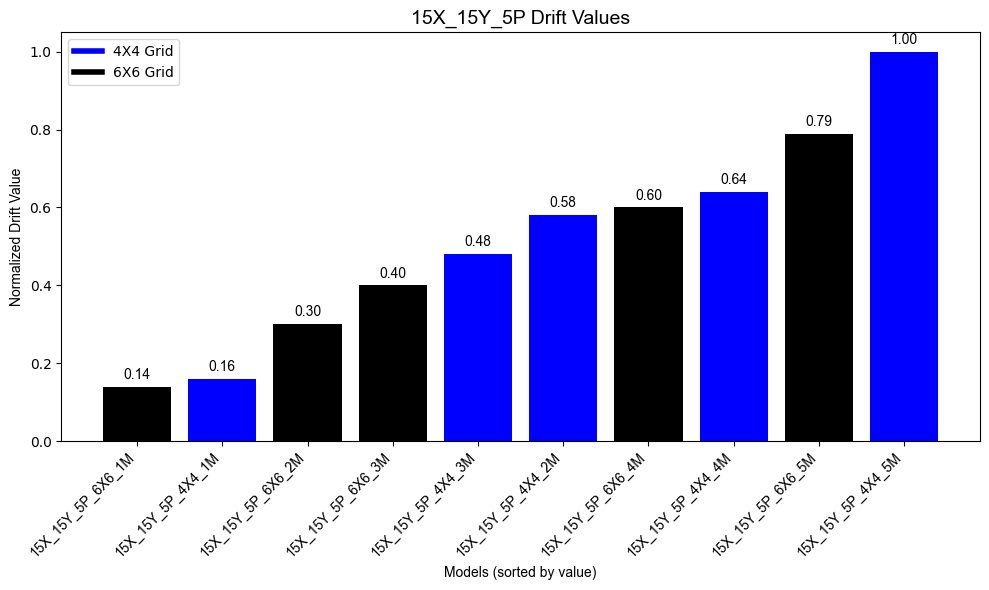 15X_15Y_5P Drift Values
4X4 Grid
6X6 Grid
Normalized Drift Value
1.0
0.8
0.6
0.4
0.2
0.0
0.14
0.16
0.30
0.40
0.48
0.58
0.60
0.64
0.79
1.00
15X_15Y_5P_6X6_1M
15X_15Y_5P_4X4_1M
15X_15Y_5P_6X6_2M
15X_15Y_5P_6X6_3M
15X_15Y_5P_4X4_3M
15X_15Y_5P_4X4_2M
15X_15Y_5P_6X6_4M
15X_15Y_5P_4X4_4M
15X_15Y_5P_6X6_5M
15X_15Y_5P_4X4_5M
Models (sorted by value)